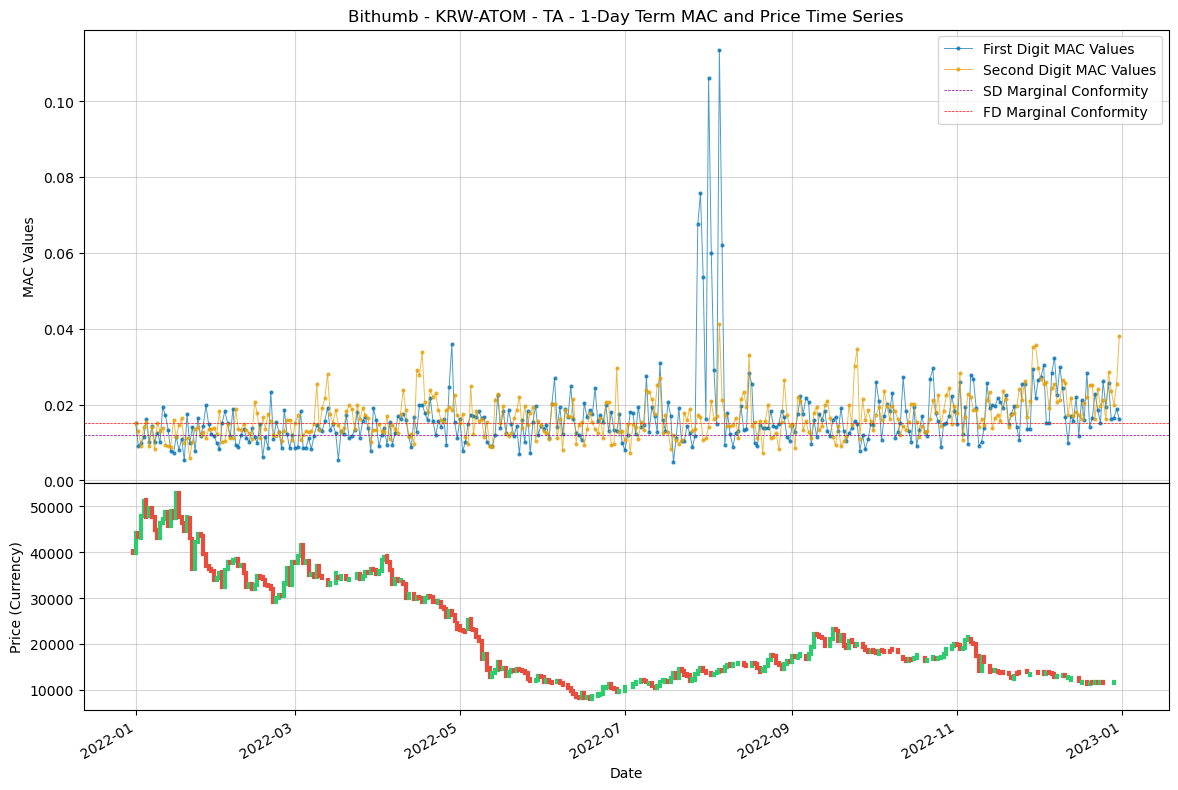 Bithumb - KRW-ATOM - TA - 1-Day Term MAC and Price Time Series
First Digit MAC Values
Second Digit MAC Values
SD Marginal Conformity
FD Marginal Conformity
MAC Values
0.10
0.08
0.06
0.04
0.02
0.00
Price (Currency)
50000
40000
30000
20000
10000
2022-01
2022-03
2022-05
2022-07
2022-09
2022-11
2023-01
Date